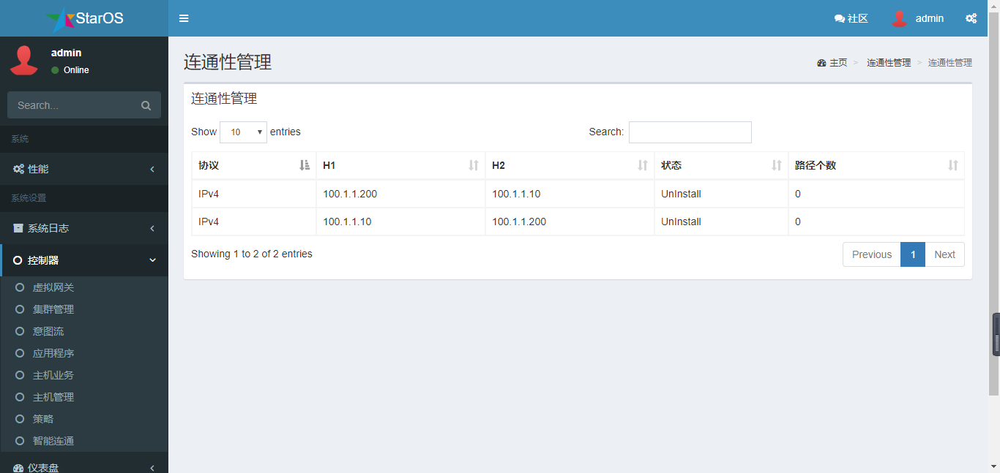 StarOS
社区
admin
admin
Online
Search...
系统
性能
系统设置
系统日志
控制器
虚拟网关
集群管理
意图流
应用程序
主机业务
主机管理
策略
智能连通
仪表盘
连通性管理
主页 > 连通性管理 > 连通性管理
连通性管理
Show 10 entries
Search:
协议 H1 H2 状态 路径个数
IPv4 100.1.1.200 100.1.1.10 UnInstall 0
IPv4 100.1.1.10 100.1.1.200 UnInstall 0
Showing 1 to 2 of 2 entries
Previous 1 Next